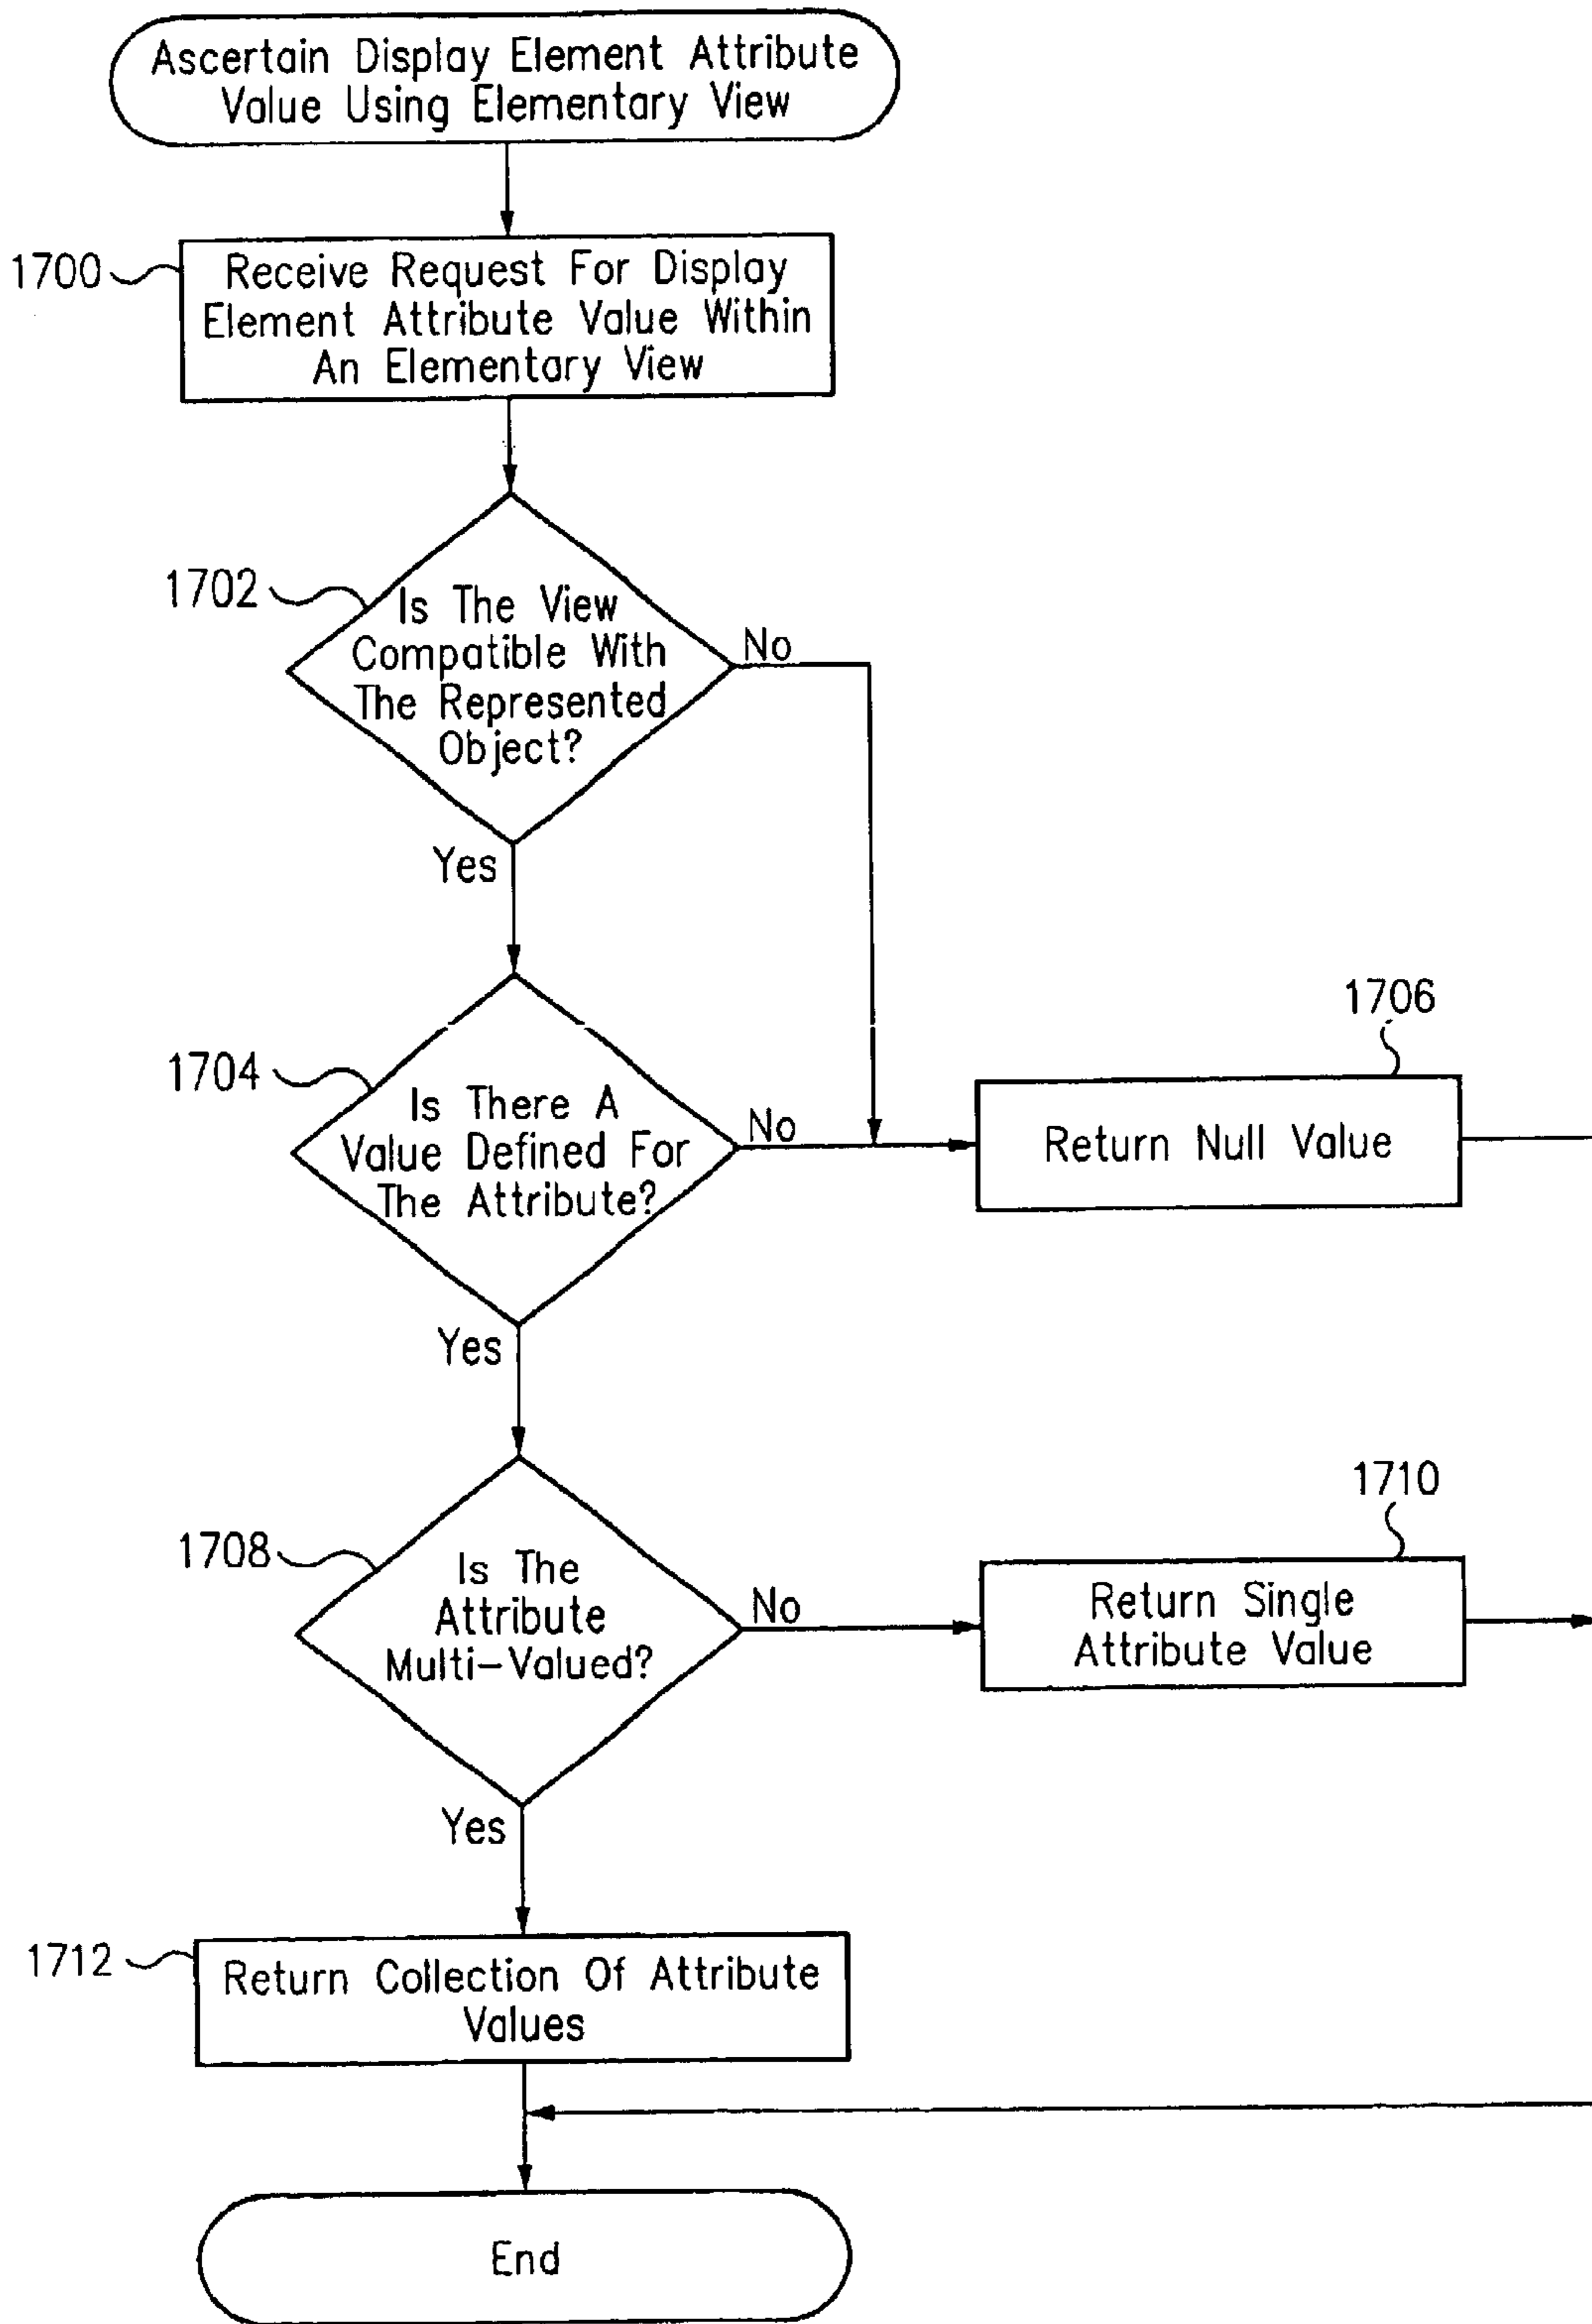 Ascertain Display Element Attribute
Value Using Elementary View
1700
Receive Request For Display
Element Attribute Value Within
An Elementary View
1702
Is The View
Compatible With
The Represented
Object?
No
Yes
1704
Is There A
Value Defined For
The Attribute?
No
1706
Return Null Value
Yes
1708
Is The
Attribute
Multi-Valued?
No
1710
Return Single
Attribute Value
Yes
1712
Return Collection Of Attribute
Values
End